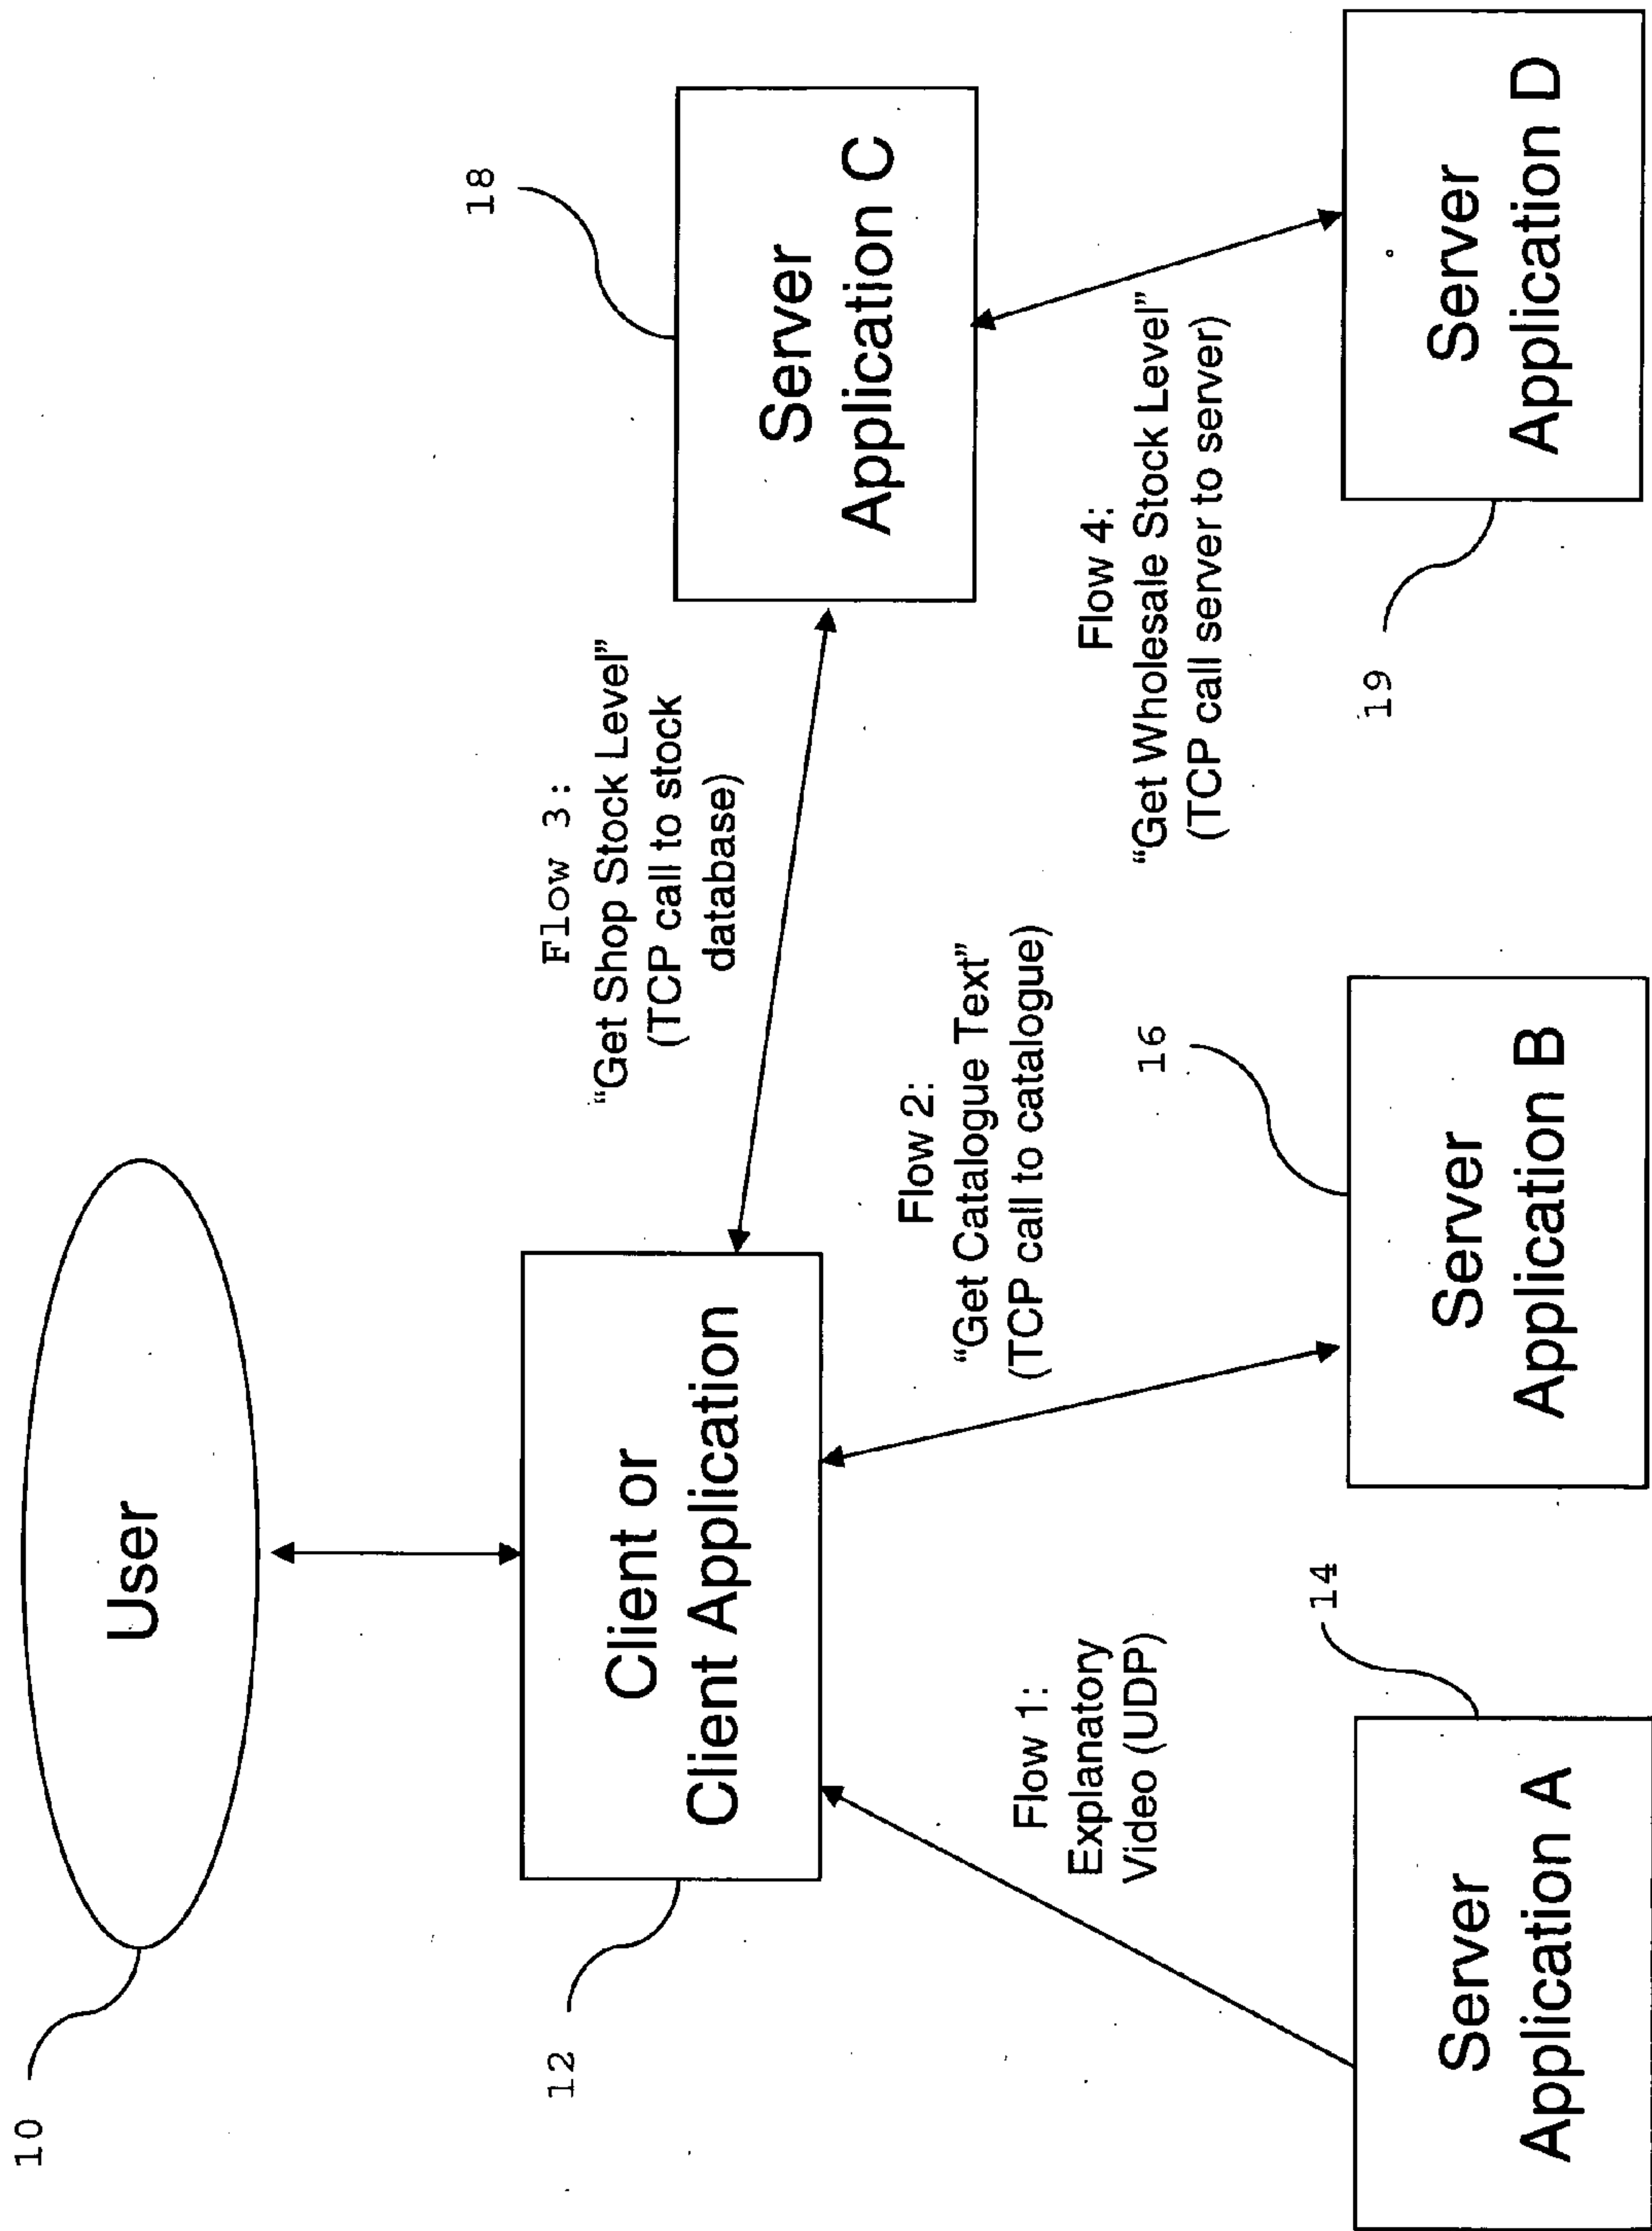 10
User
12
Client or
Client Application
Flow 3:
“Get Shop Stock Level”
(TCP call to stock
database)
18
Server
Application C
Flow 1:
Explanatory
Video (UDP)
Flow 2:
“Get Catalogue Text”
(TCP call to catalogue)
Flow 4:
“Get Wholesale Stock Level”
(TCP call server to server)
14
Server
Application A
16
Server
Application B
19
Server
Application D